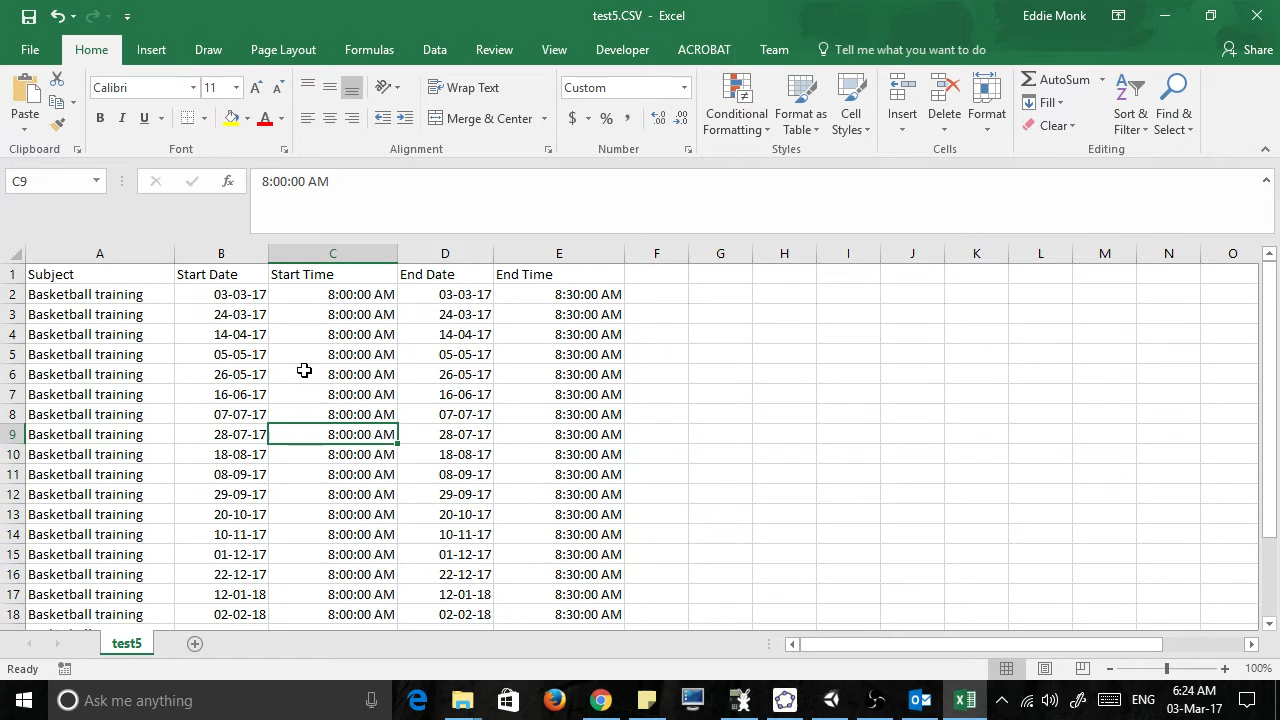 test5.CSV - Excel
Eddie Monk
File Home Insert Draw Page Layout Formulas Data Review View Developer ACROBAT Team Tell me what you want to do Share
Calibri 11 Wrap Text Custom AutoSum
Paste B I U Merge & Center $ % , Conditional Formatting Format as Table Cell Styles Insert Delete Format Fill Clear Sort & Filter Find & Select
Clipboard Font Alignment Number Styles Cells Editing
C9 fx 8:00:00 AM
A B C D E F G H I J K L M N O
1 Subject Start Date Start Time End Date End Time
2 Basketball training 03-03-17 8:00:00 AM 03-03-17 8:30:00 AM
3 Basketball training 24-03-17 8:00:00 AM 24-03-17 8:30:00 AM
4 Basketball training 14-04-17 8:00:00 AM 14-04-17 8:30:00 AM
5 Basketball training 05-05-17 8:00:00 AM 05-05-17 8:30:00 AM
6 Basketball training 26-05-17 8:00:00 AM 26-05-17 8:30:00 AM
7 Basketball training 16-06-17 8:00:00 AM 16-06-17 8:30:00 AM
8 Basketball training 07-07-17 8:00:00 AM 07-07-17 8:30:00 AM
9 Basketball training 28-07-17 8:00:00 AM 28-07-17 8:30:00 AM
10 Basketball training 18-08-17 8:00:00 AM 18-08-17 8:30:00 AM
11 Basketball training 08-09-17 8:00:00 AM 08-09-17 8:30:00 AM
12 Basketball training 29-09-17 8:00:00 AM 29-09-17 8:30:00 AM
13 Basketball training 20-10-17 8:00:00 AM 20-10-17 8:30:00 AM
14 Basketball training 10-11-17 8:00:00 AM 10-11-17 8:30:00 AM
15 Basketball training 01-12-17 8:00:00 AM 01-12-17 8:30:00 AM
16 Basketball training 22-12-17 8:00:00 AM 22-12-17 8:30:00 AM
17 Basketball training 12-01-18 8:00:00 AM 12-01-18 8:30:00 AM
18 Basketball training 02-02-18 8:00:00 AM 02-02-18 8:30:00 AM
test5
Ready 100%
Ask me anything ENG 6:24 AM
03-Mar-17